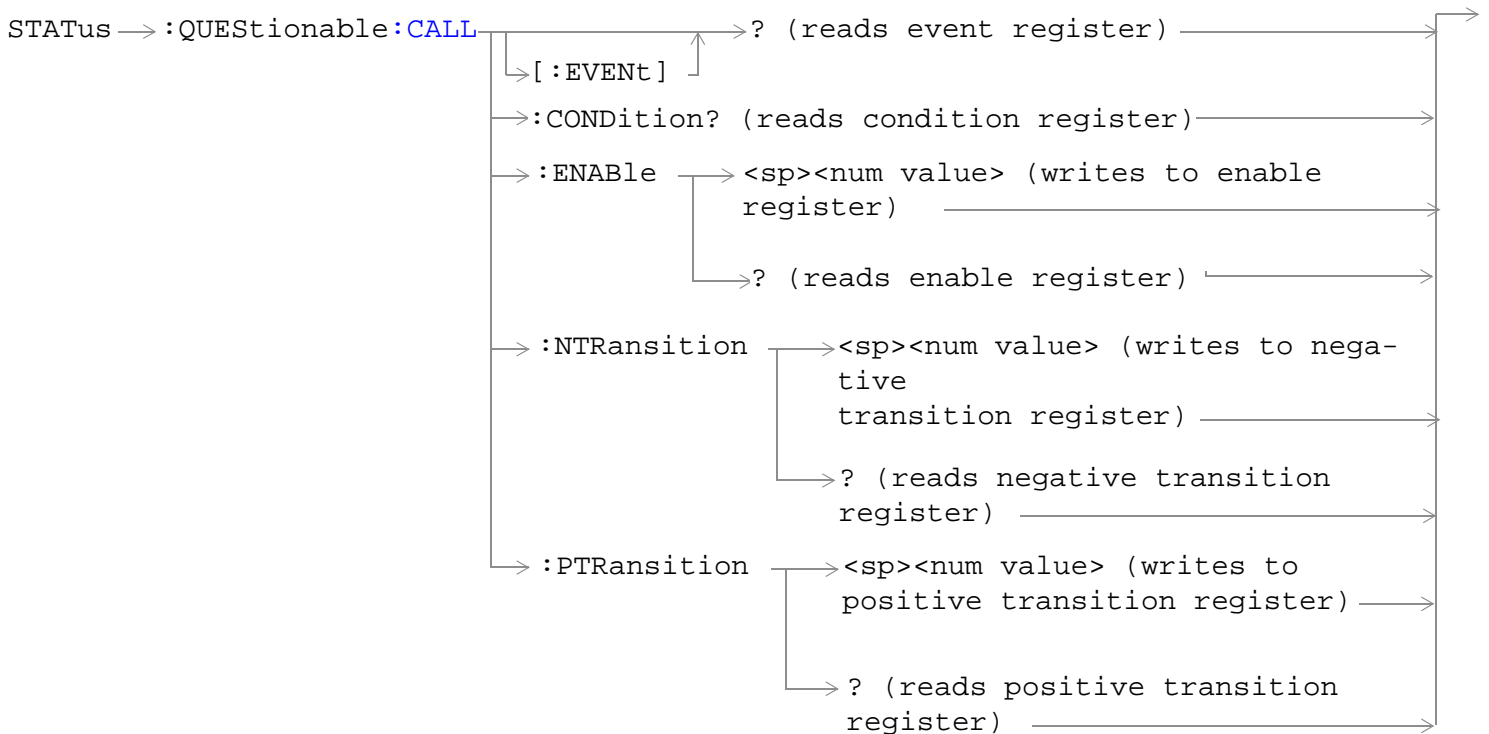 STATus :QUEStionable:CALL ? (reads event register)
[:EVENt]
:CONDition? (reads condition register)
:ENABle <sp><num value> (writes to enable
register)
? (reads enable register)
:NTRansition <sp><num value> (writes to nega-
tive
transition register)
? (reads negative transition
register)
:PTRansition <sp><num value> (writes to
positive transition register)
? (reads positive transition
register)